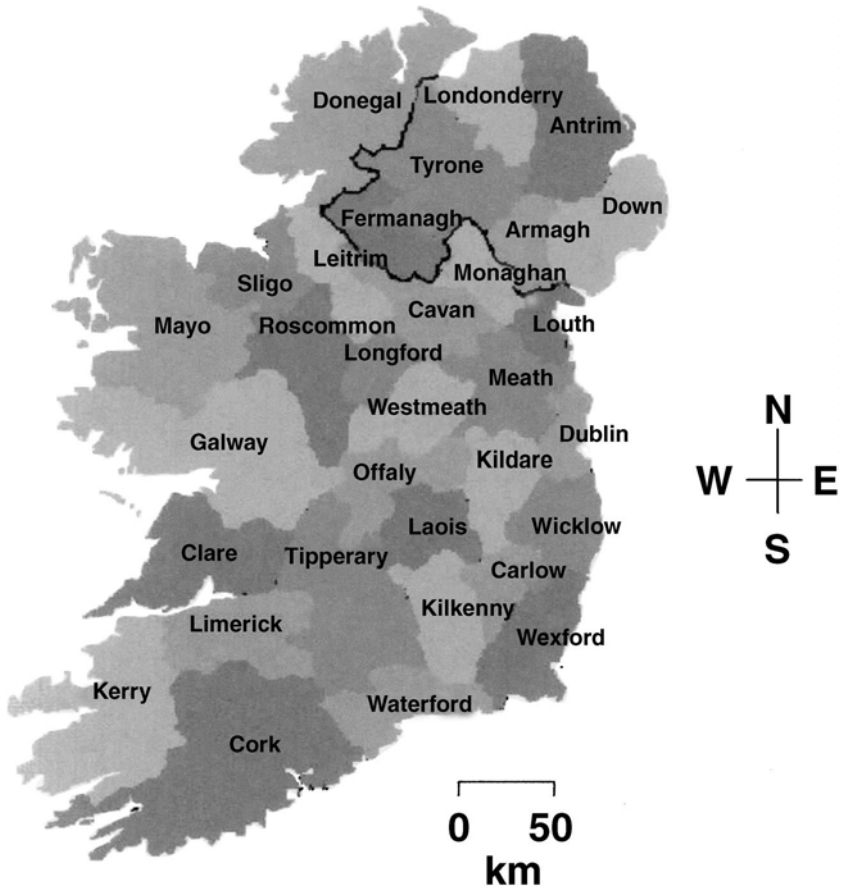 Donegal
Londonderry
Antrim
Tyrone
Fermanagh
Down
Armagh
Leitrim
Monaghan
Sligo
Cavan
Mayo
Roscommon
Louth
Longford
Meath
Westmeath
Dublin
Galway
Kildare
Offaly
Laois
Wicklow
Clare
Tipperary
Carlow
Kilkenny
Limerick
Wexford
Kerry
Waterford
Cork
N
W E
S
0 50
km